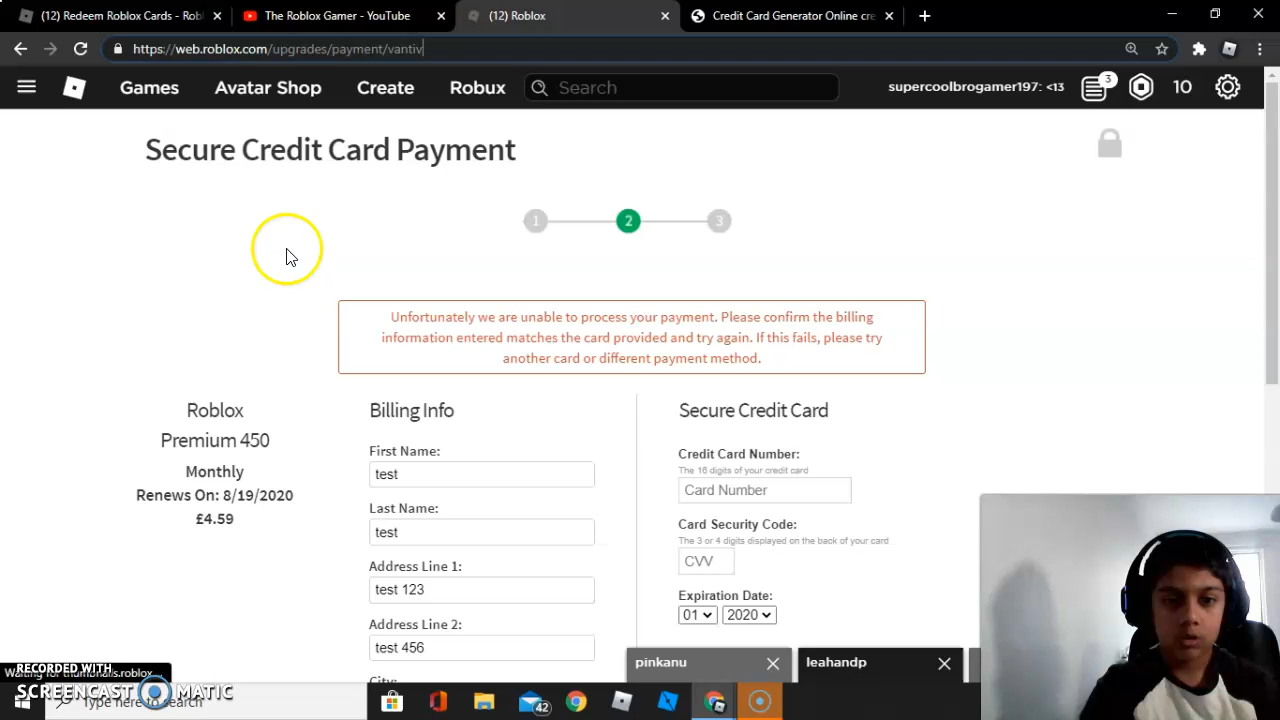 (12) Redeem Roblox Cards - Rob
The Roblox Gamer - YouTube
(12) Roblox
Credit Card Generator Online cre
https://web.roblox.com/upgrades/payment/vantiv
Games
Avatar Shop
Create
Robux
Search
supercoolbrogamer197: <13
3
10
Secure Credit Card Payment
1
2
3
Unfortunately we are unable to process your payment. Please confirm the billing
information entered matches the card provided and try again. If this fails, please try
another card or different payment method.
Roblox
Premium 450
Monthly
Renews On: 8/19/2020
£4.59
Billing Info
First Name:
test
Last Name:
test
Address Line 1:
test 123
Address Line 2:
test 456
City:
Secure Credit Card
Credit Card Number:
The 16 digits of your credit card
Card Number
Card Security Code:
The 3 or 4 digits displayed on the back of your card
CVV
Expiration Date:
01
2020
pinkanu
leahandp
Waiting for thumbnails.roblox...
RECORDED WITH
SCREENCAST MATIC
Type here to search
42